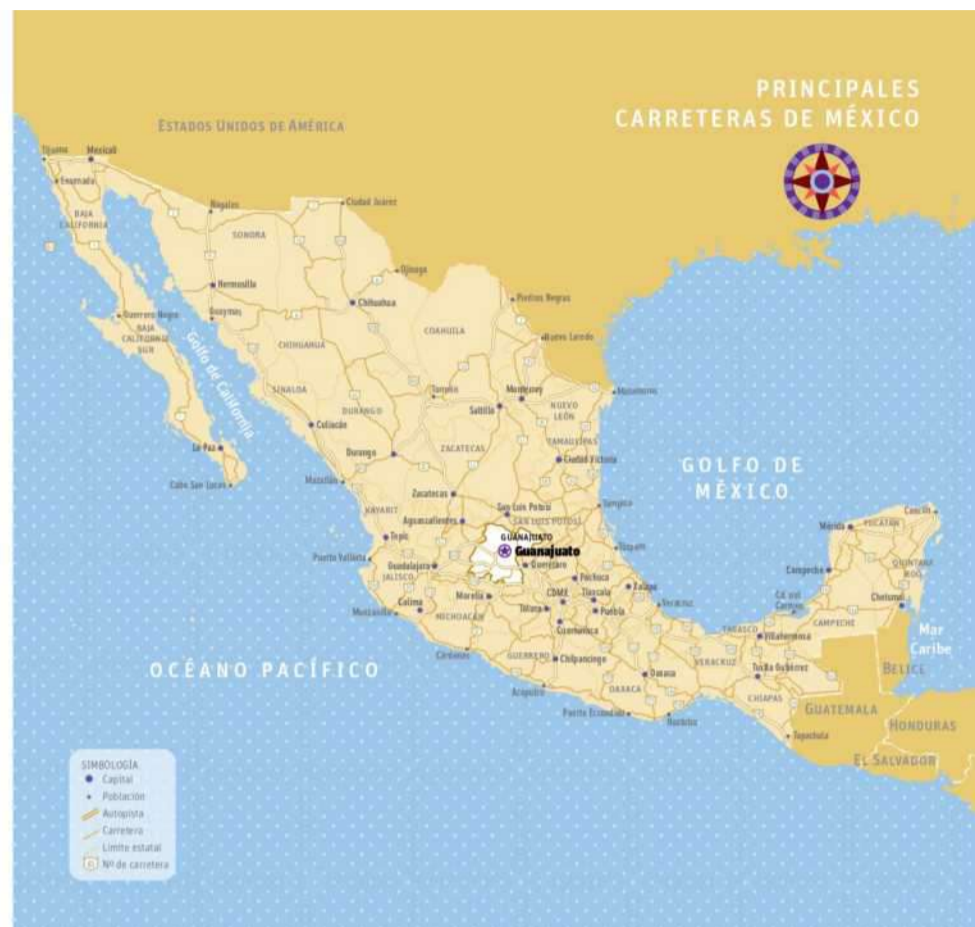 PRINCIPALES
CARRETERAS DE MÉXICO
ESTADOS UNIDOS DE AMÉRICA
Tijuana
Mexicali
Ensenada
BAJA
CALIFORNIA
Nogales
Ciudad Juárez
SONORA
Ojinaga
Hermosillo
Chihuahua
Piedras Negras
Guaymas
Guerrero Negro
BAJA
CALIFORNIA
SUR
COAHUILA
Nuevo Laredo
CHIHUAHUA
Golfo de California
SINALOA
Torreón
Monterrey
Matamoros
Saltillo
NUEVO
LEÓN
DURANGO
Culiacán
TAMAULIPAS
La Paz
Durango
ZACATECAS
Ciudad Victoria
GOLFO DE
MÉXICO
Cabo San Lucas
Mazatlán
Zacatecas
San Luis Potosí
Tampico
NAYARIT
Aguascalientes
SAN LUIS POTOSÍ
Cancún
Mérida
YUCATÁN
Tepic
GUANAJUATO
Guanajuato
Tuxpam
Puerto Vallarta
Guadalajara
Querétaro
JALISCO
Pachuca
Campeche
QUINTANA
ROO
Morelia
CDMX
Tlaxcala
Xalapa
Colima
Toluca
Puebla
Veracruz
Cd. del
Carmen
Chetumal
Manzanillo
MICHOACÁN
Cuernavaca
CAMPECHE
TABASCO
Villahermosa
Mar
Caribe
OCÉANO PACÍFICO
Cárdenas
GUERRERO
Chilpancingo
VERACRUZ
Oaxaca
Tuxtla Gutiérrez
BELICE
Acapulco
OAXACA
CHIAPAS
Puerto Escondido
Huatulco
GUATEMALA
HONDURAS
Tapachula
EL SALVADOR
SIMBOLOGÍA
Capital
Población
Autopista
Carretera
Límite estatal
Nº de carretera